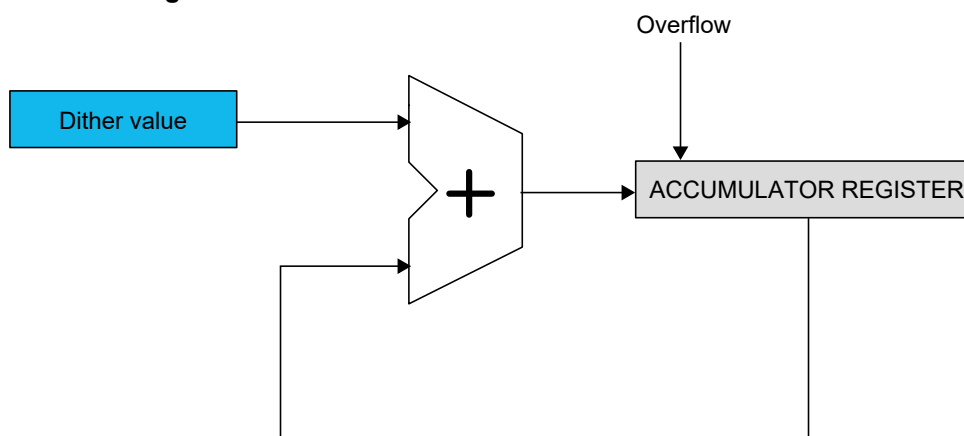 Overflow
Dither value
+
ACCUMULATOR REGISTER